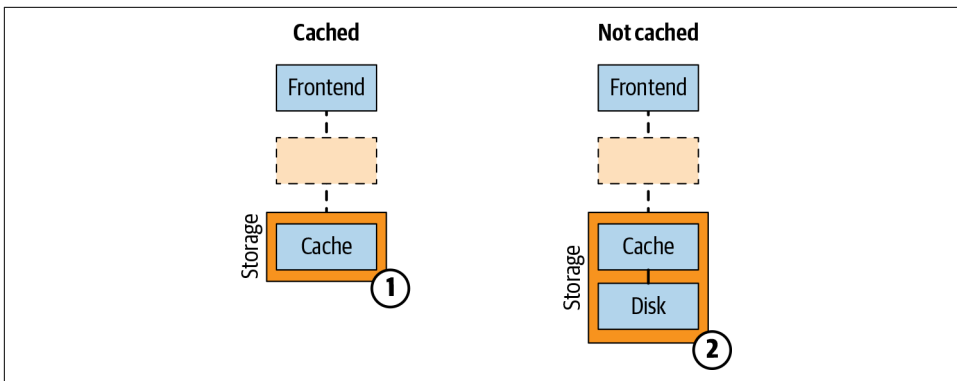 Cached
Frontend
Storage
Cache
1
Not cached
Frontend
Storage
Cache
Disk
2